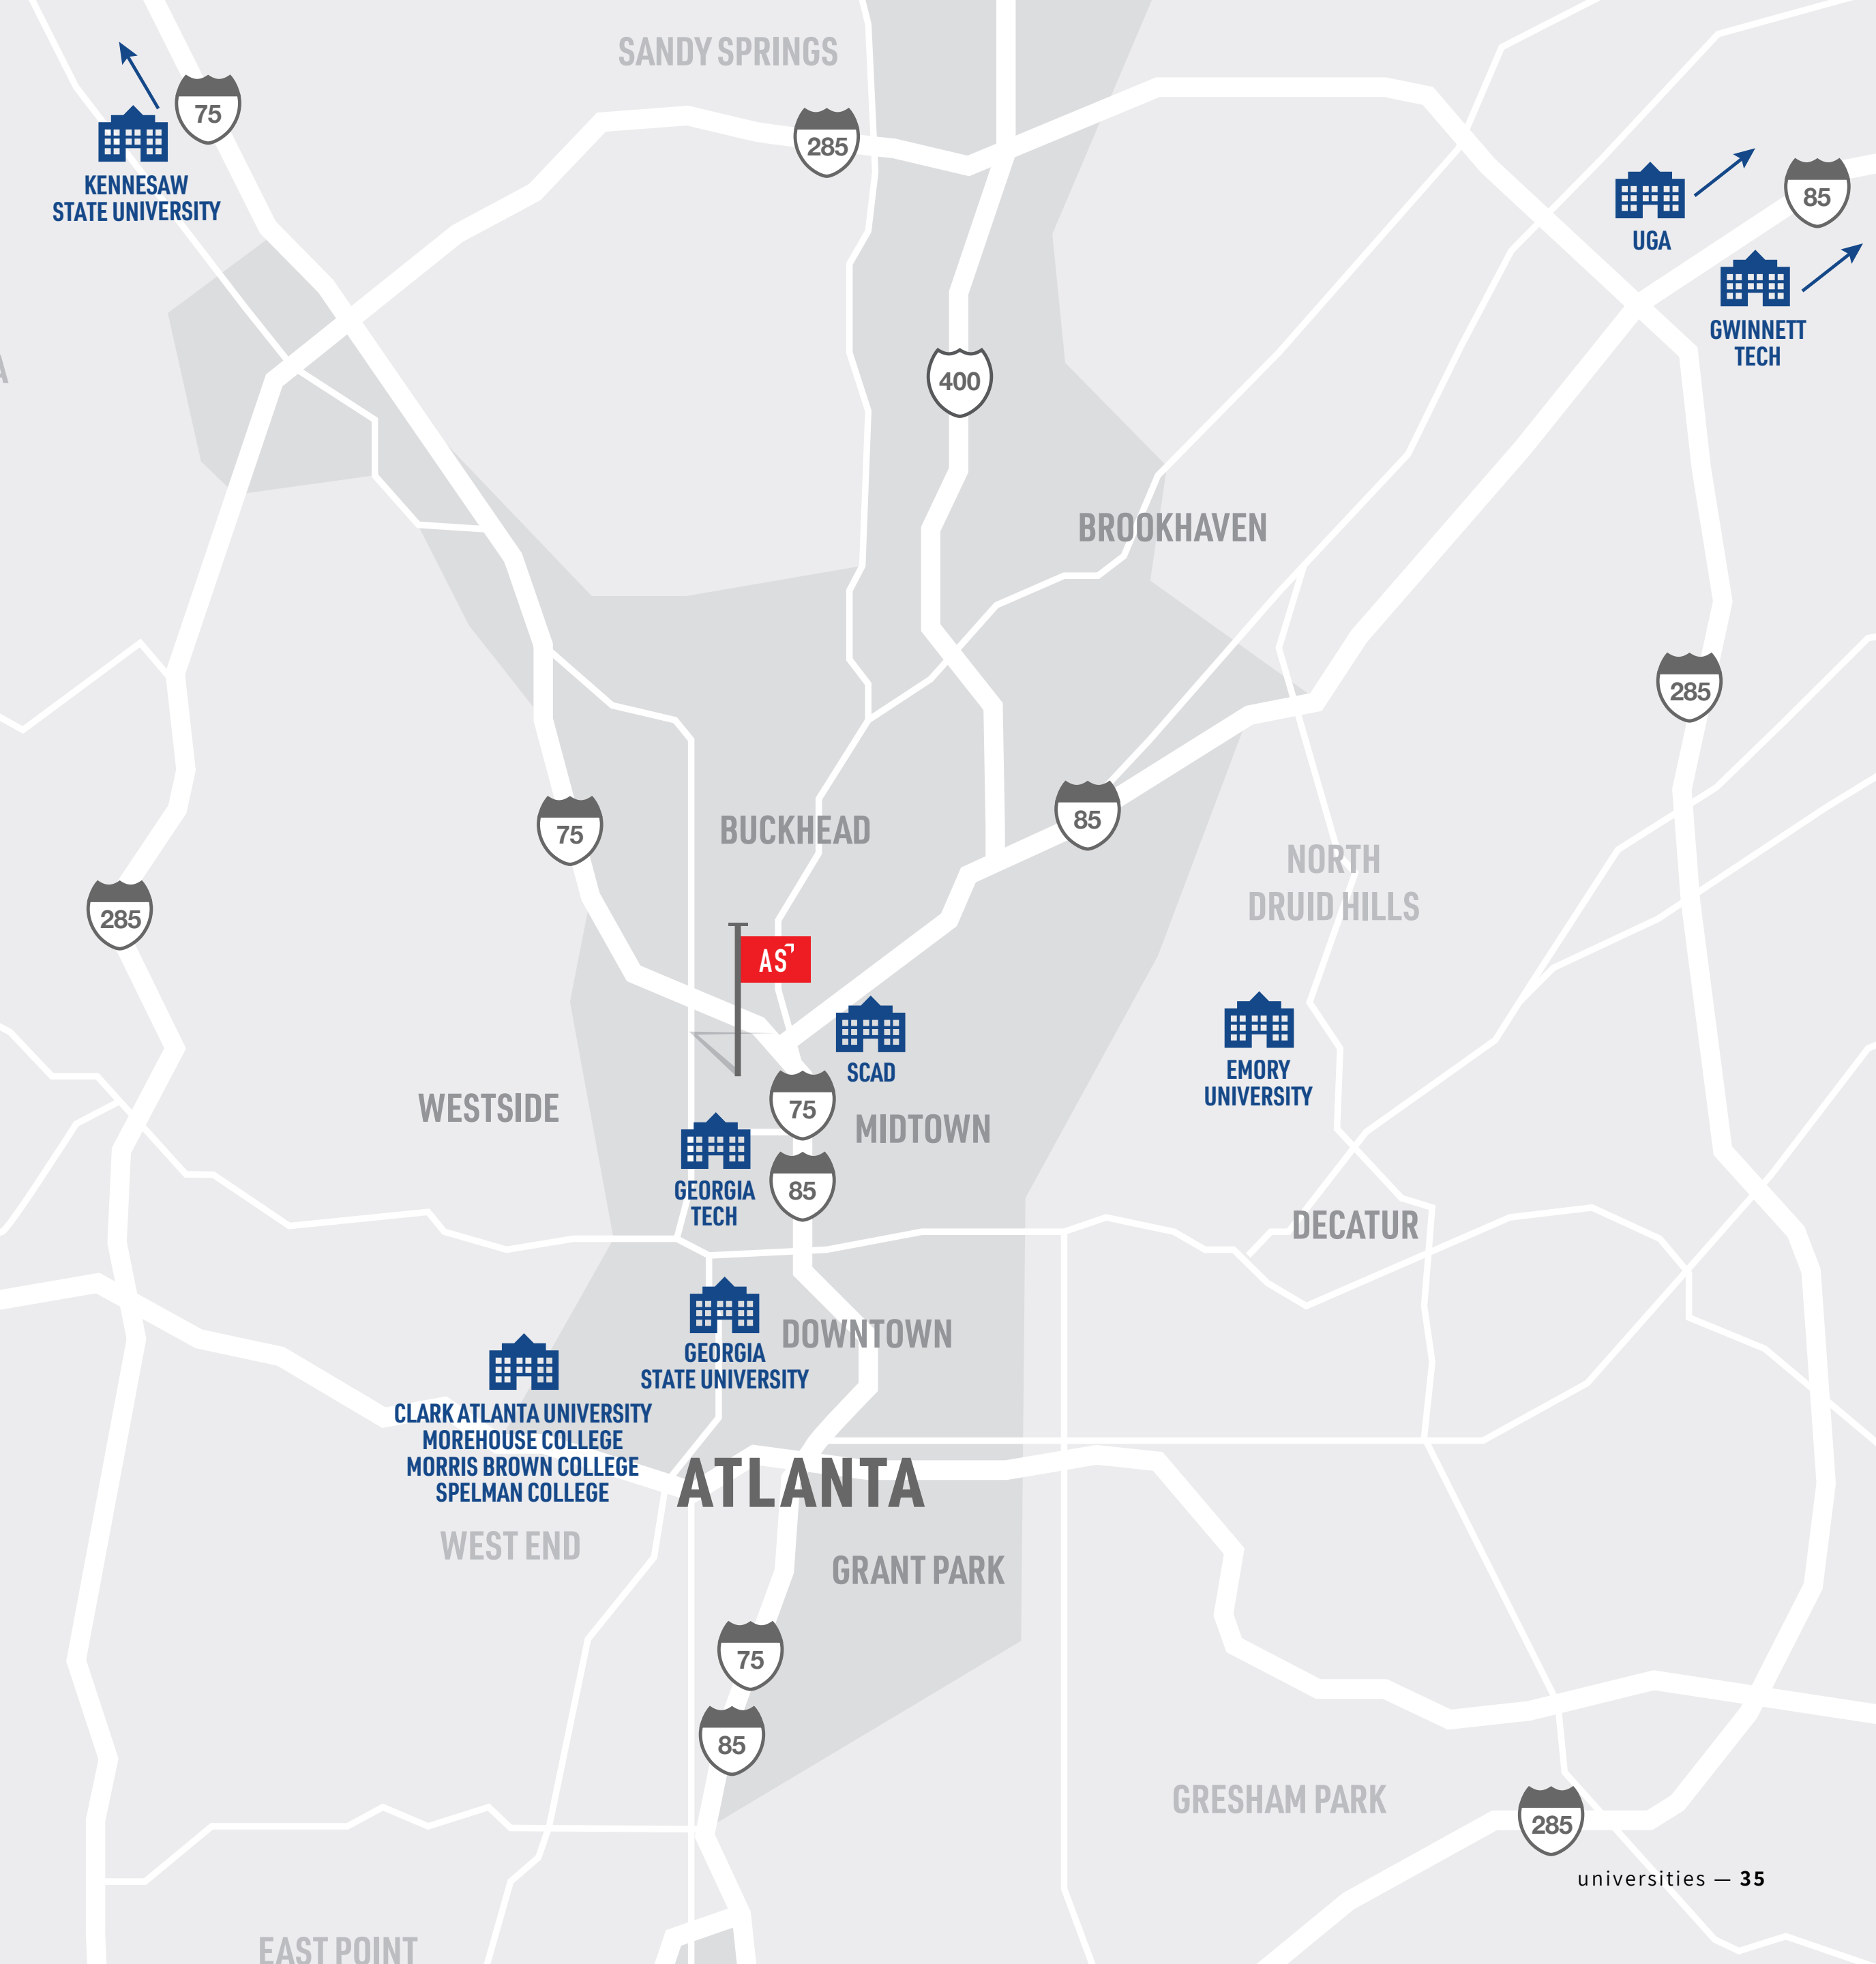 SANDY SPRINGS
75
285
KENNESAW
STATE UNIVERSITY
85
UGA
GWINNETT
TECH
400
BROOKHAVEN
285
75
BUCKHEAD
85
NORTH
DRUID HILLS
285
AS
SCAD
EMORY
UNIVERSITY
WESTSIDE
75
MIDTOWN
GEORGIA
TECH
85
DECATUR
DOWNTOWN
GEORGIA
STATE UNIVERSITY
CLARK ATLANTA UNIVERSITY
MOREHOUSE COLLEGE
MORRIS BROWN COLLEGE
SPELMAN COLLEGE
ATLANTA
WEST END
GRANT PARK
75
85
GRESHAM PARK
285
universities — 35
EAST POINT